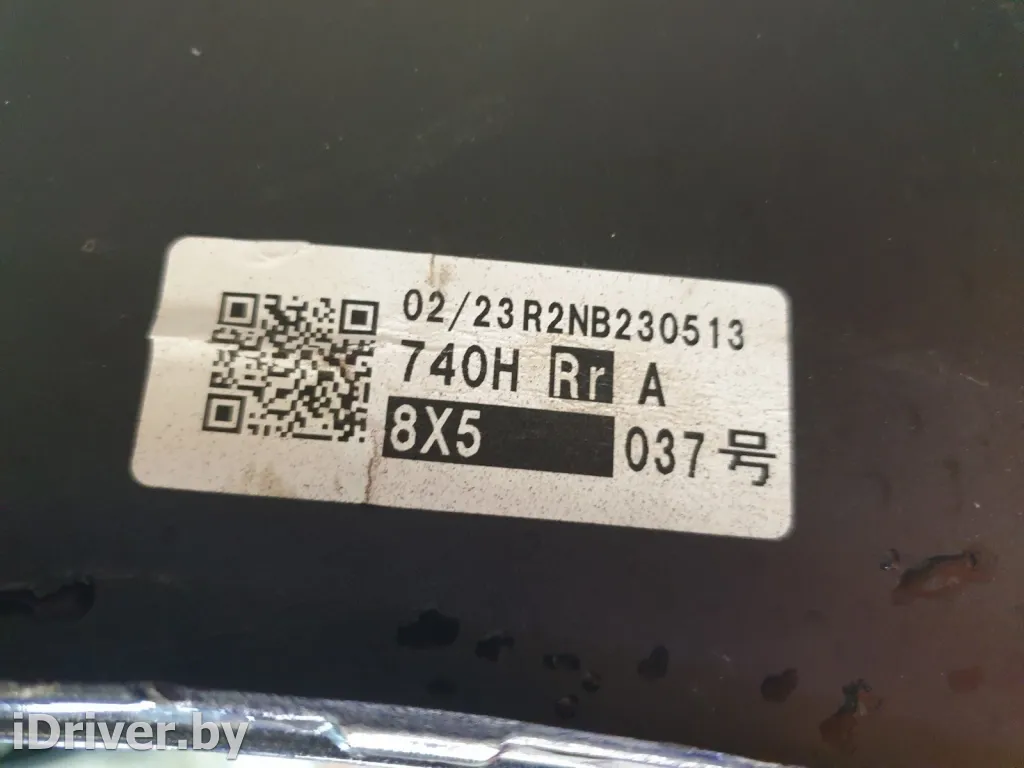 02/23R2NB230513
740H Rr A
8X5 037号
iDriver.by